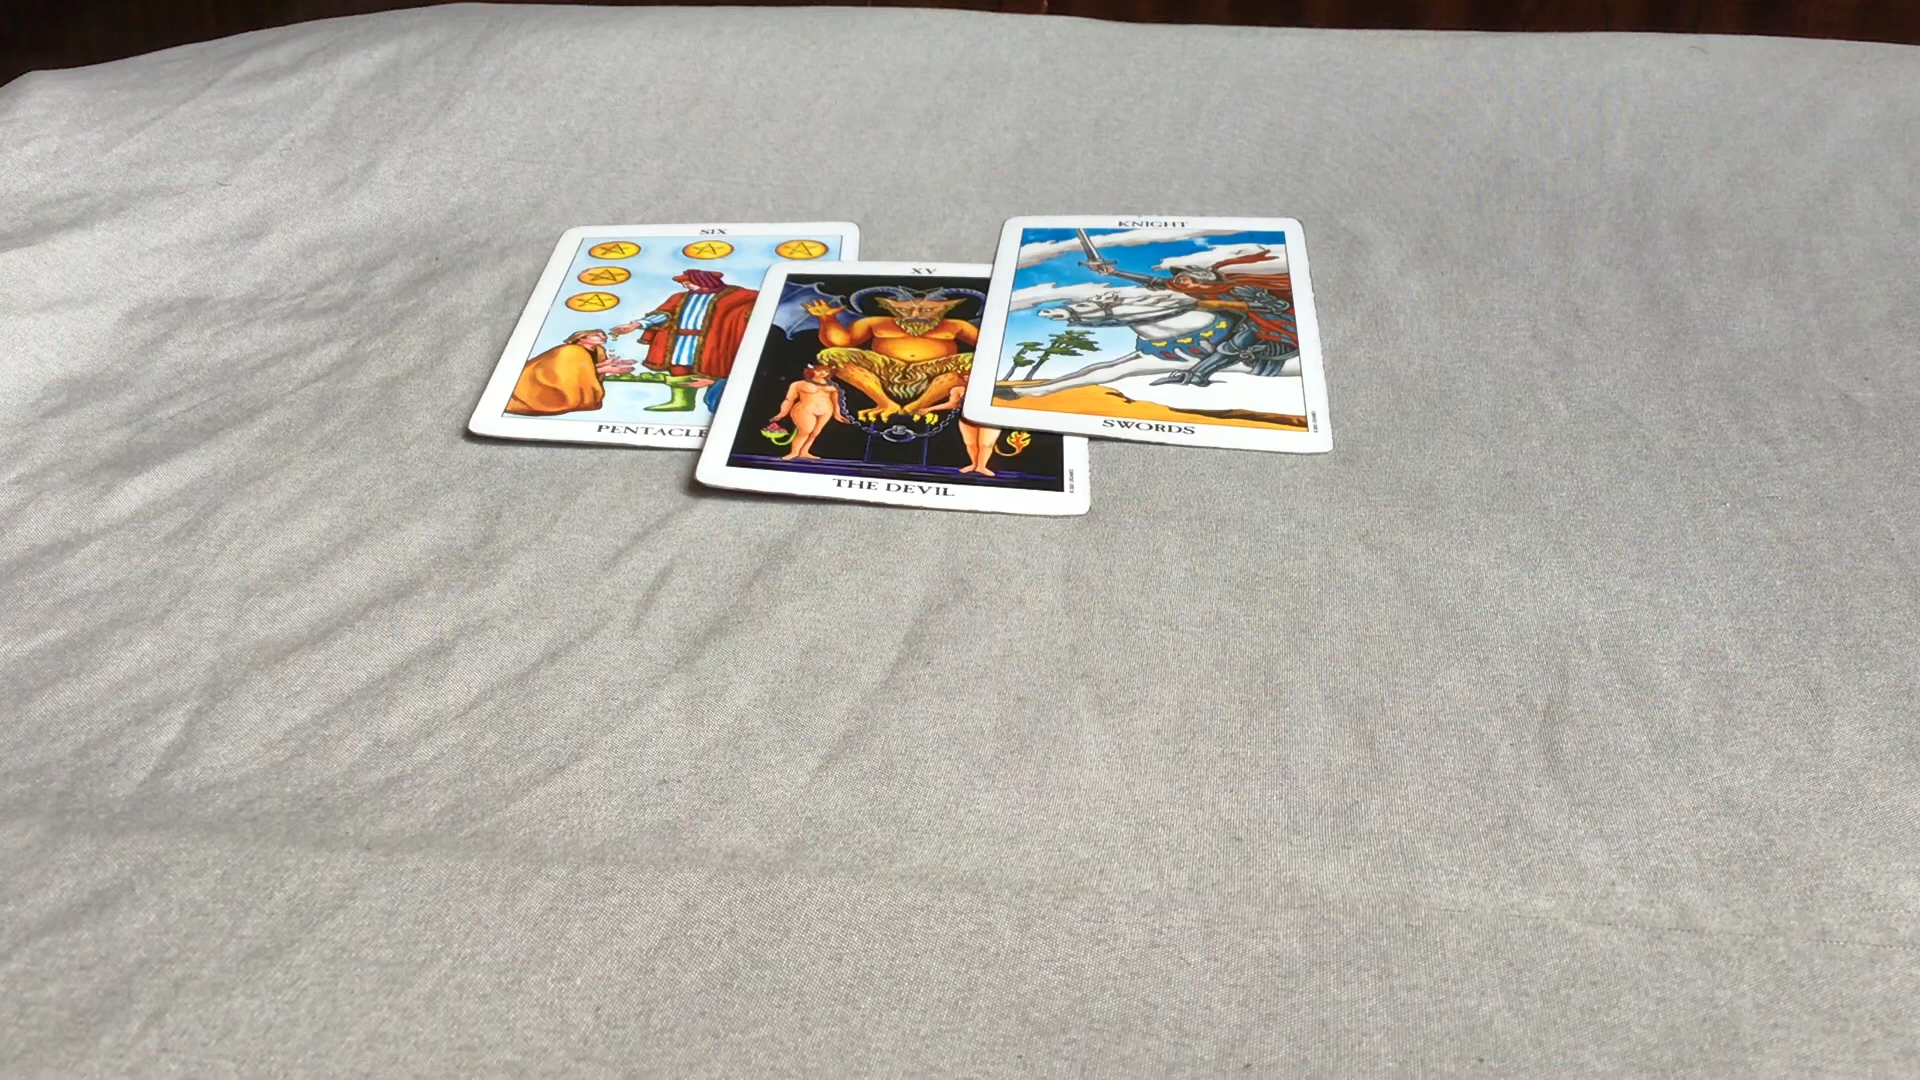 SIX
PENTACLE
XV
THE DEVIL
KNIGHT
SWORDS